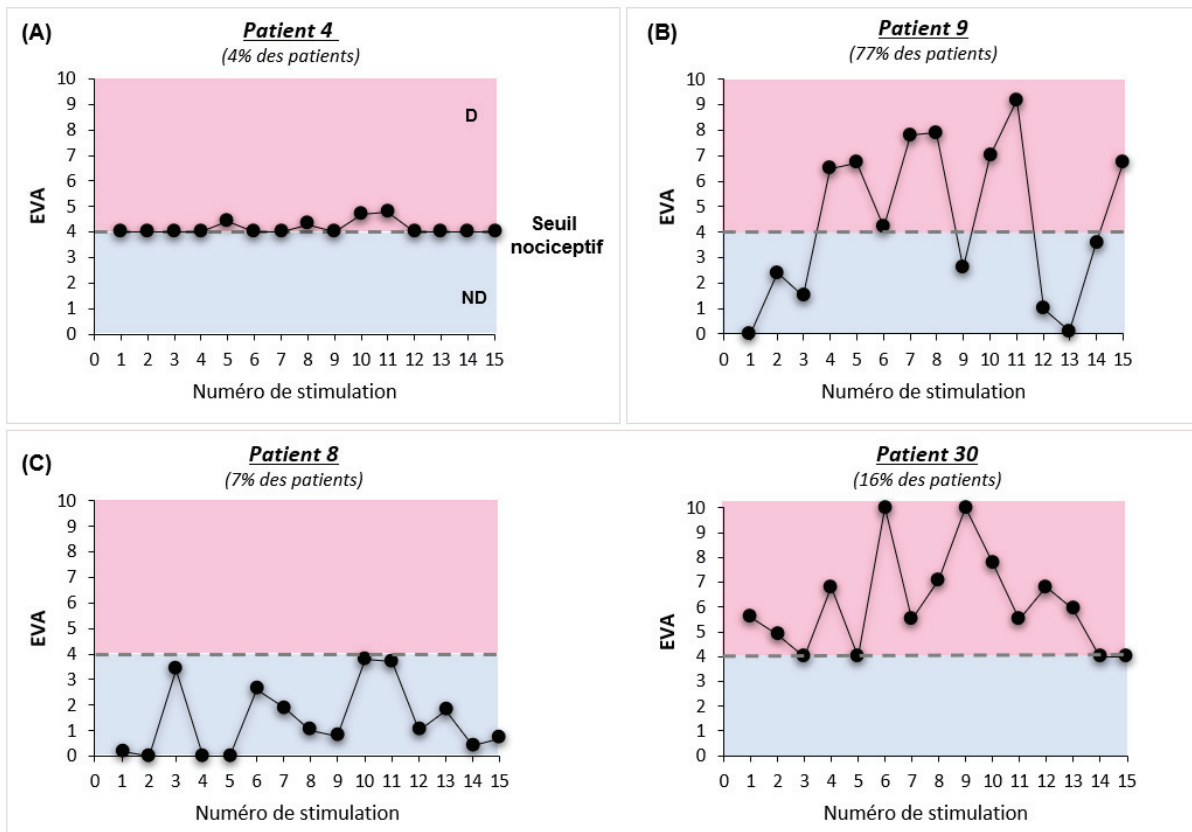 (A)
Patient 4
(4% des patients)
10
9
8
7
6
5
4
3
2
1
0
EVA
D
ND
Seuil
nociceptif
0 1 2 3 4 5 6 7 8 9 10 11 12 13 14 15
Numéro de stimulation
(B)
Patient 9
(77% des patients)
10
9
8
7
6
5
4
3
2
1
0
EVA
0 1 2 3 4 5 6 7 8 9 10 11 12 13 14 15
Numéro de stimulation
(C)
Patient 8
(7% des patients)
10
9
8
7
6
5
4
3
2
1
0
EVA
0 1 2 3 4 5 6 7 8 9 10 11 12 13 14 15
Numéro de stimulation
Patient 30
(16% des patients)
10
9
8
7
6
5
4
3
2
1
0
EVA
0 1 2 3 4 5 6 7 8 9 10 11 12 13 14 15
Numéro de stimulation